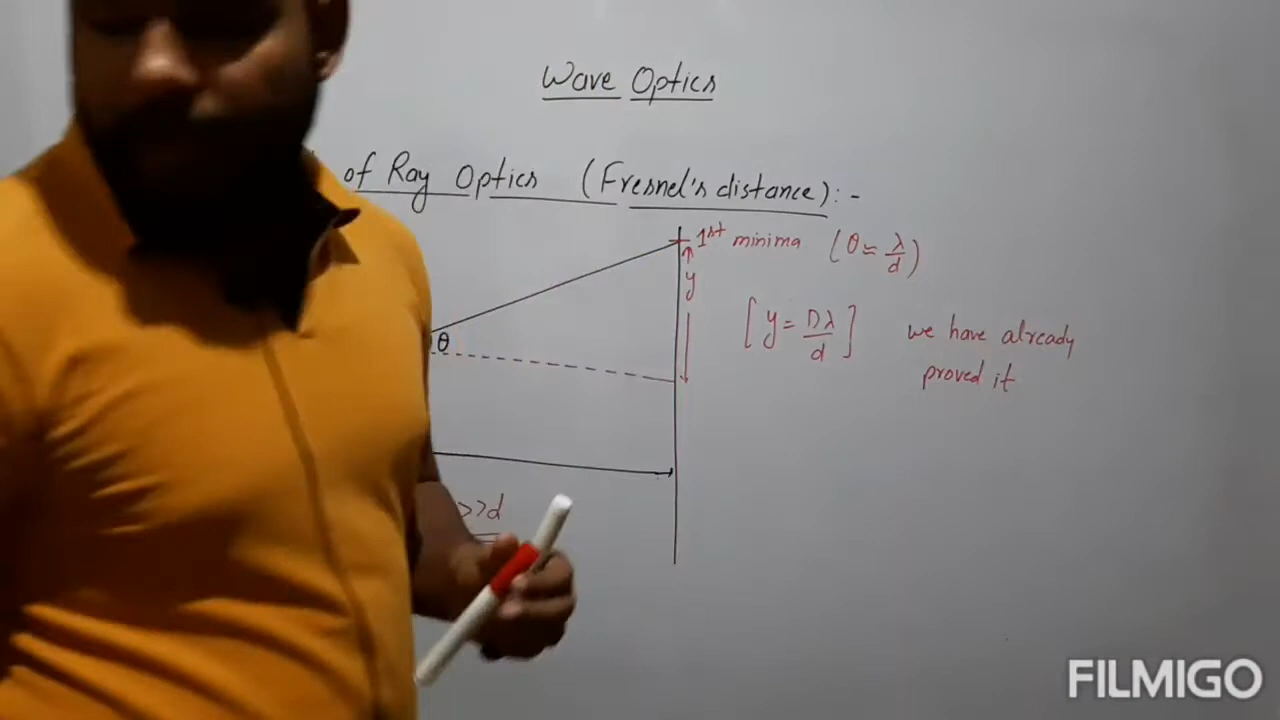 Wave Optics
of Ray Optics (Fresnel's distance):-
1st minima (θ≈λ/d)
y
θ
[y=Dλ/d] we have already
proved it
>>d
FILMIGO